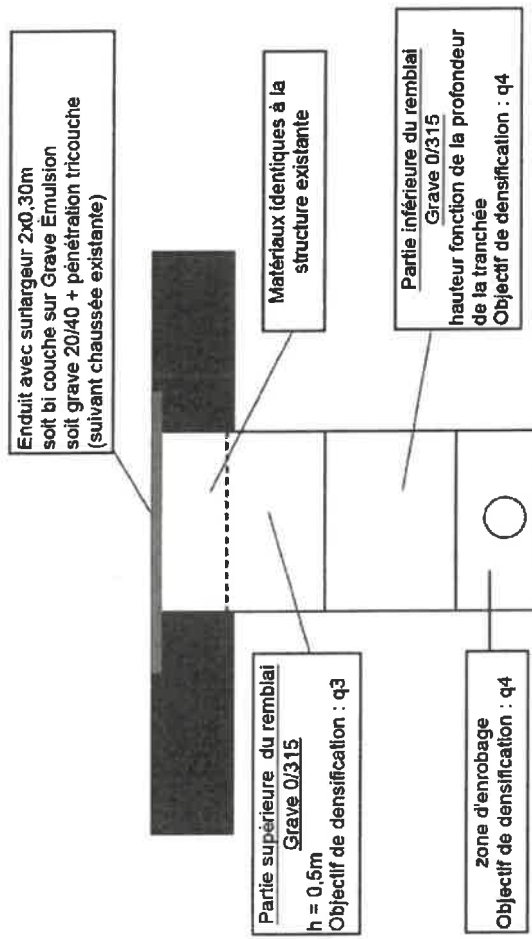 Enduit avec surlargeur 2x0,30m
soit bi couche sur Grave Emulsion
soit grave 20/40 + pénétration tricouche
(suivant chaussée existante)
Matériaux identiques à la
structure existante
Partie supérieure du remblai
Grave 0/315
h = 0,5m
Objectif de densification : q3
Partie inférieure du remblai
Grave 0/315
hauteur fonction de la profondeur
de la tranchée
Objectif de densification : q4
zone d'enrobage
Objectif de densification : q4